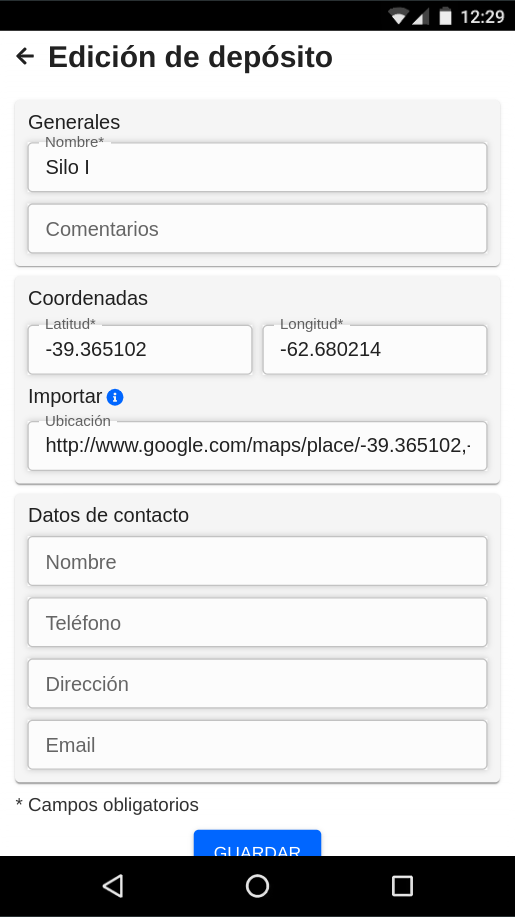 12:29
Edición de depósito
Generales
Nombre*
Silo I
Comentarios
Coordenadas
Latitud*
-39.365102
Longitud*
-62.680214
Importar
Ubicación
http://www.google.com/maps/place/-39.365102,-
Datos de contacto
Nombre
Teléfono
Dirección
Email
* Campos obligatorios
GUARDAR